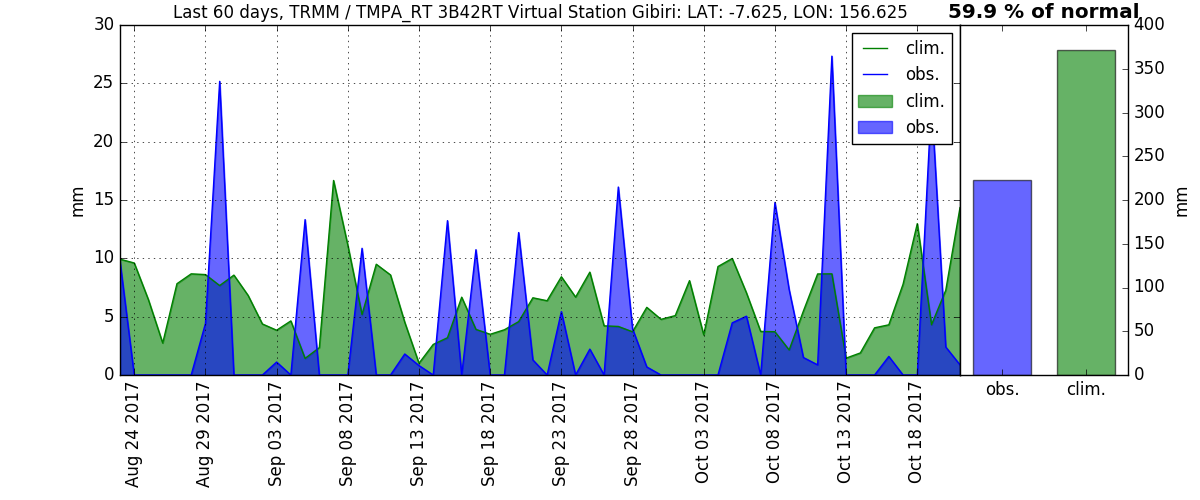 Last 60 days, TRMM / TMPA_RT 3B42RT Virtual Station Gibiri: LAT: -7.625, LON: 156.625
59.9 % of normal
30
25
20
15
10
5
0
mm
clim.
obs.
clim.
obs.
400
350
300
250
200
150
100
50
0
mm
Aug 24 2017
Aug 29 2017
Sep 03 2017
Sep 08 2017
Sep 13 2017
Sep 18 2017
Sep 23 2017
Sep 28 2017
Oct 03 2017
Oct 08 2017
Oct 13 2017
Oct 18 2017
obs.
clim.